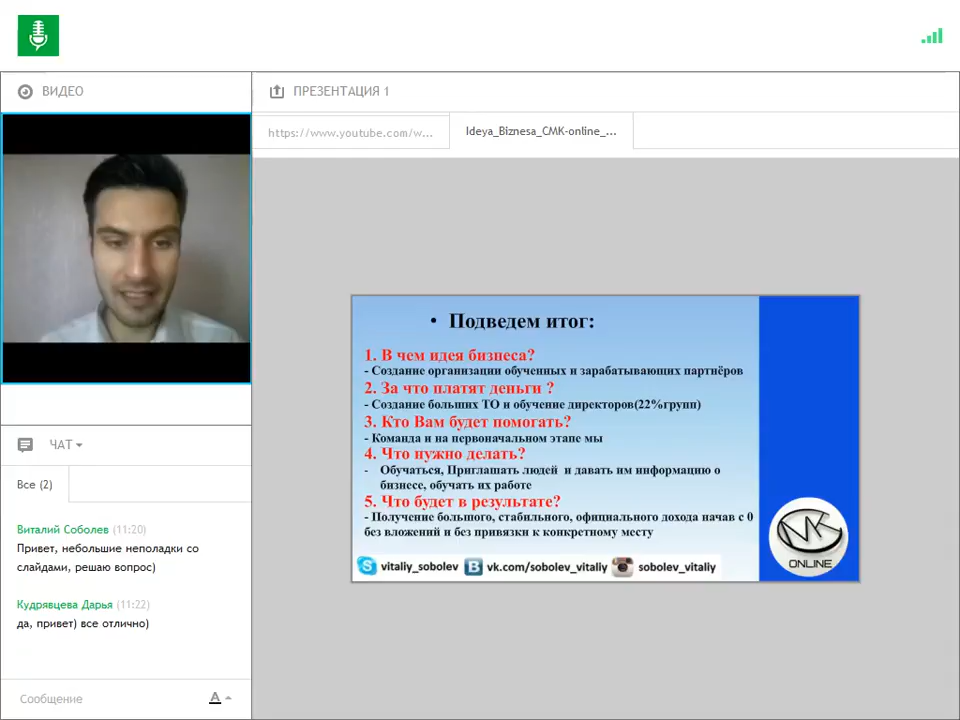 ВИДЕО
ПРЕЗЕНТАЦИЯ 1
https://www.youtube.com/w...
Ideya_Biznesa_CMK-online_...
• Подведем итог:
1. В чем идея бизнеса?
- Создание организации обученных и зарабатывающих партнёров
2. За что платят деньги ?
- Создание больших ТО и обучение директоров(22%групп)
3. Кто Вам будет помогать?
- Команда и на первоначальном этапе мы
4. Что нужно делать?
- Обучаться, Приглашать людей и давать им информацию о
бизнесе, обучать их работе
5. Что будет в результате?
- Получение большого, стабильного, официального дохода начав с 0
без вложений и без привязки к конкретному месту
vitaliy_sobolev vk.com/sobolev_vitaliy sobolev_vitaliy
ONLINE
ЧАТ
Все (2)
Виталий Соболев (11:20)
Привет, небольшие неполадки со
слайдами, решаю вопрос)
Кудрявцева Дарья (11:22)
да, привет) все отлично)
Сообщение
A